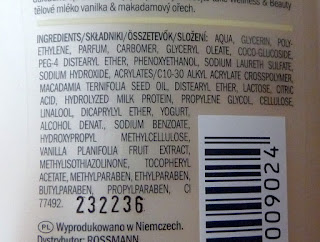 tělové mléko vanilka & makadamový ořech.
INGREDIENTS/SKŁADNIKI/ÖSSZETEVŐK/SLOŽENÍ: AQUA, GLYCERIN, POLY-
ETHYLENE, PARFUM, CARBOMER, GLYCERYL OLEATE, COCO-GLUCOSIDE,
PEG-4 DISTEARYL ETHER, PHENOXYETHANOL, SODIUM LAURETH SULFATE,
SODIUM HYDROXIDE, ACRYLATES/C10-30 ALKYL ACRYLATE CROSSPOLYMER,
MACADAMIA TERNIFOLIA SEED OIL, DISTEARYL ETHER, LACTOSE, CITRIC
ACID, HYDROLYZED MILK PROTEIN, PROPYLENE GLYCOL, CELLULOSE,
LINALOOL, DICAPRYLYL ETHER, YOGURT,
ALCOHOL DENAT., SODIUM BENZOATE,
HYDROXYPROPYL METHYLCELLULOSE,
VANILLA PLANIFOLIA FRUIT EXTRACT,
METHYLISOTHIAZOLINONE, TOCOPHERYL
ACETATE, METHYLPARABEN, ETHYLPARABEN,
BUTYLPARABEN, PROPYLPARABEN, CI
77492. 232236
PL Wyprodukowano w Niemczech.
Dystrybutor: ROSSMANN
009024